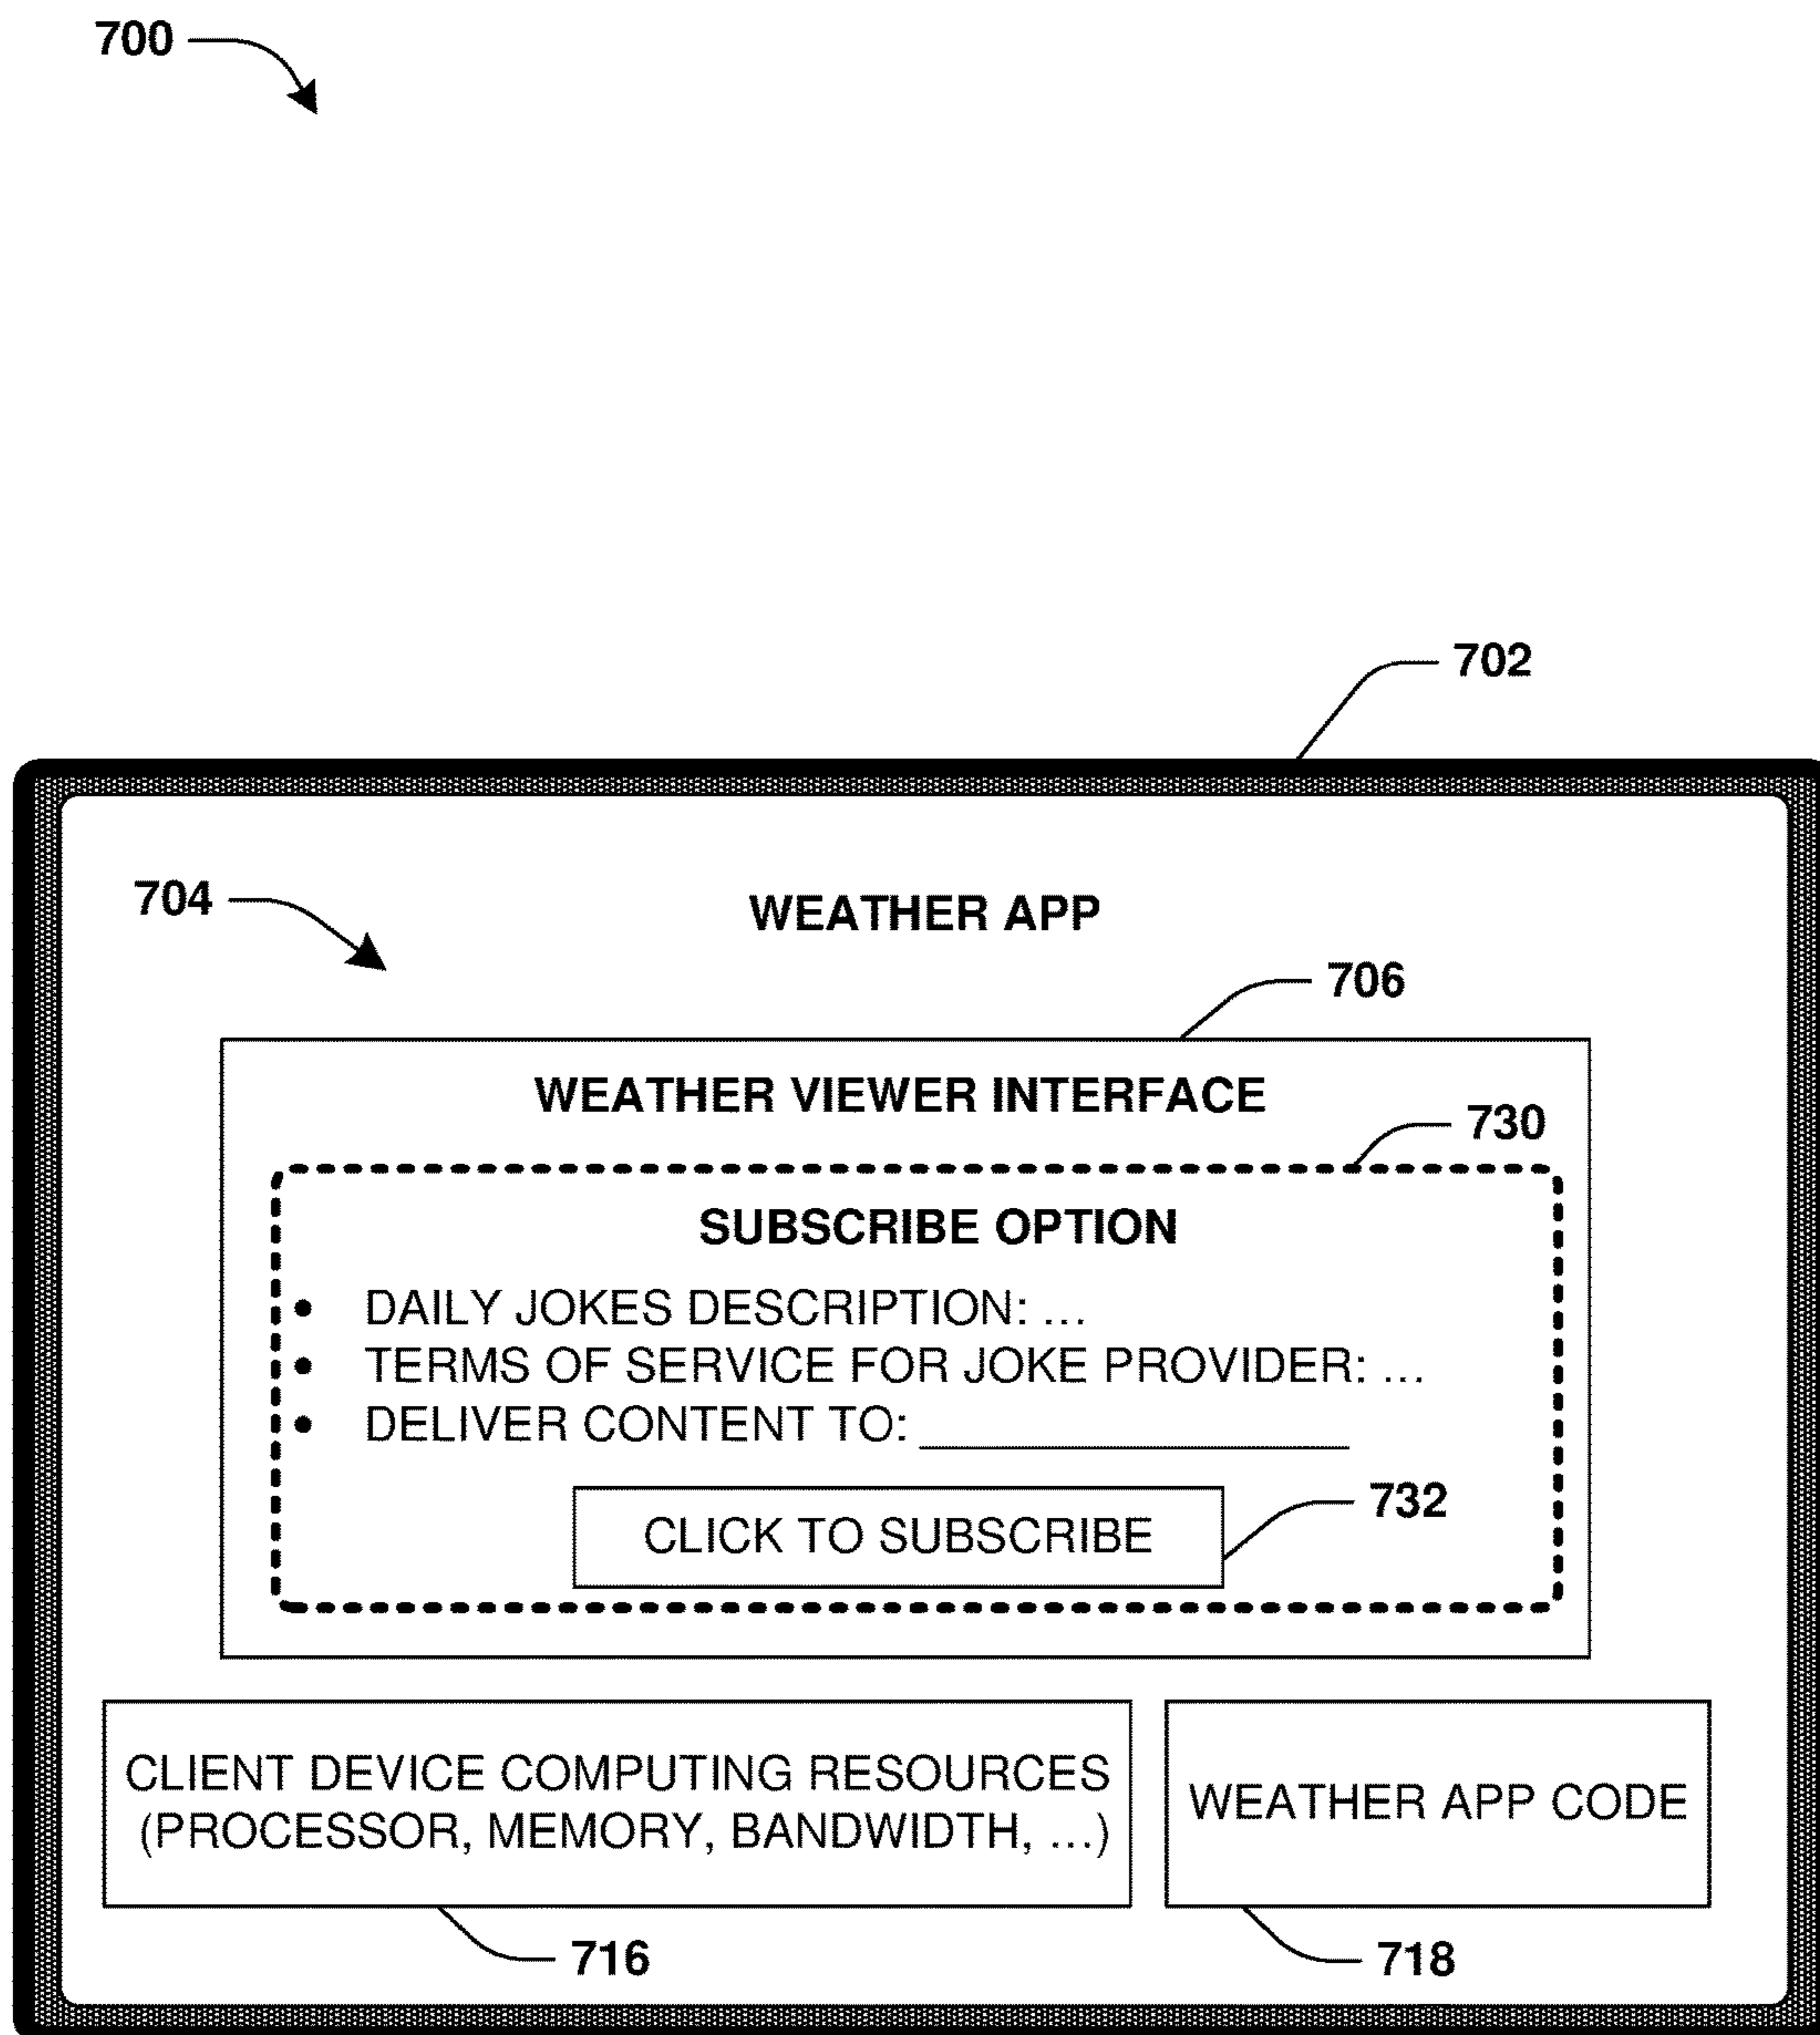 700
702
704
WEATHER APP
706
WEATHER VIEWER INTERFACE
730
SUBSCRIBE OPTION
• DAILY JOKES DESCRIPTION: ...
• TERMS OF SERVICE FOR JOKE PROVIDER: ...
• DELIVER CONTENT TO: ____________________
732
CLICK TO SUBSCRIBE
CLIENT DEVICE COMPUTING RESOURCES
(PROCESSOR, MEMORY, BANDWIDTH, ...)
WEATHER APP CODE
716
718